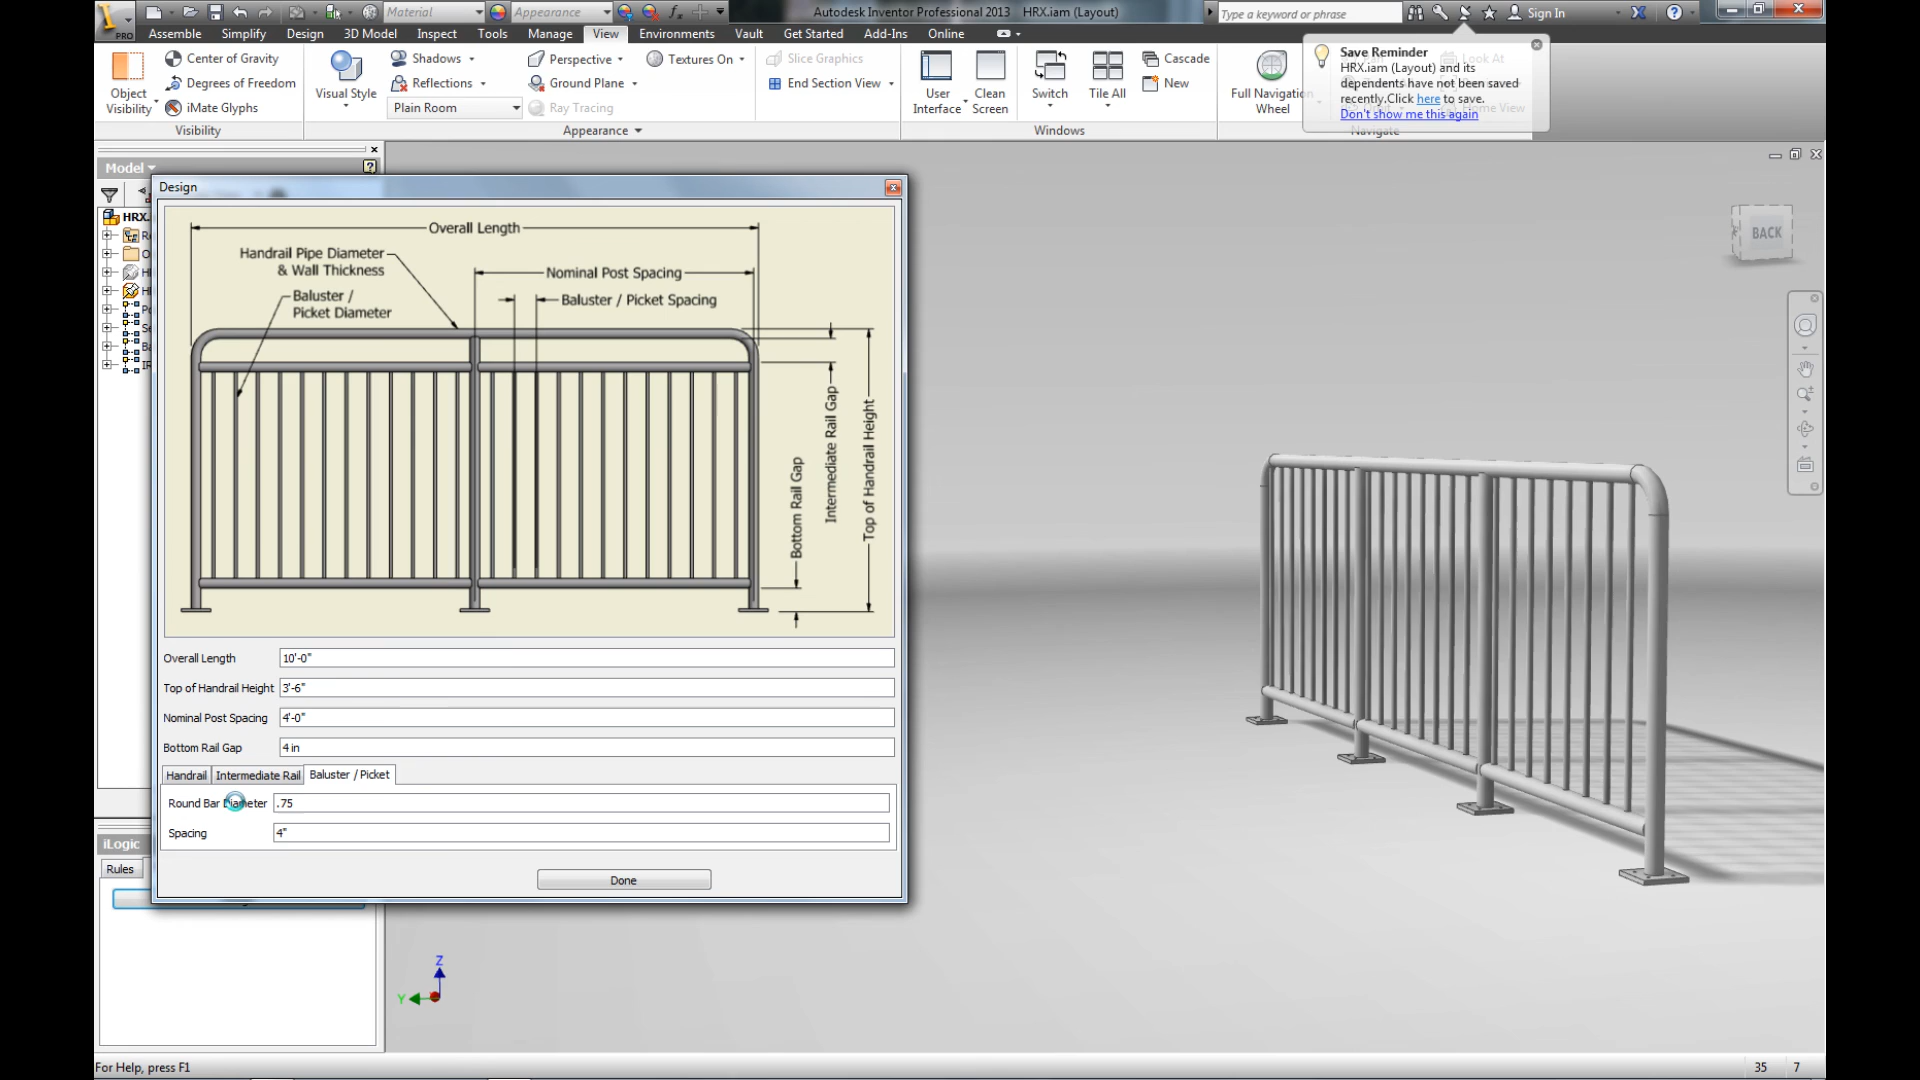 Material
Appearance
Autodesk Inventor Professional 2013 HRX.iam (Layout)
Type a keyword or phrase
Sign In
PRO
Assemble
Simplify
Design
3D Model
Inspect
Tools
Manage
View
Environments
Vault
Get Started
Add-Ins
Online
Object
Visibility
Center of Gravity
Degrees of Freedom
iMate Glyphs
Visibility
Visual Style
Shadows
Reflections
Plain Room
Perspective
Ground Plane
Ray Tracing
Textures On
Appearance
Slice Graphics
End Section View
User
Interface
Clean
Screen
Switch
Tile All
Cascade
New
Windows
Full Navigation
Wheel
Look At
Home View
Navigate
Save Reminder
HRX.iam (Layout) and its
dependents have not been saved
recently.Click here to save.
Don't show me this again
Model
HRX.
BACK
Design
Overall Length
Handrail Pipe Diameter
& Wall Thickness
Nominal Post Spacing
Baluster /
Picket Diameter
Baluster / Picket Spacing
Bottom Rail Gap
Intermediate Rail Gap
Top of Handrail Height
Overall Length 10'-0"
Top of Handrail Height 3'-6"
Nominal Post Spacing 4'-0"
Bottom Rail Gap 4 in
Handrail
Intermediate Rail
Baluster / Picket
Round Bar Diameter .75
Spacing 4"
Done
iLogic
Rules
Z
Y
For Help, press F1
35 7